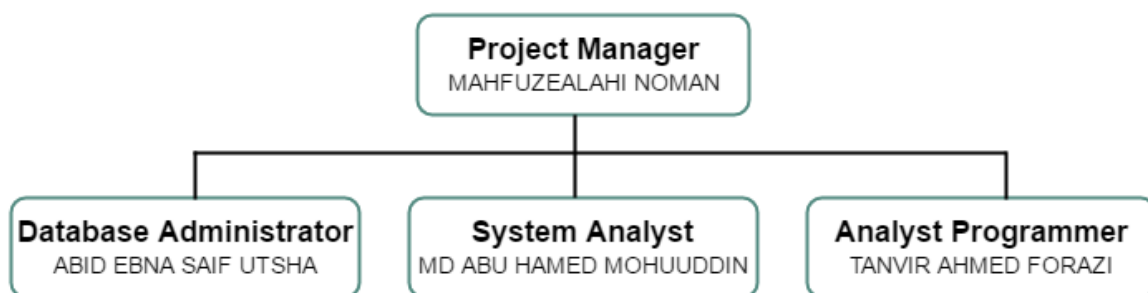 Project Manager
MAHFUZEALAHI NOMAN
Database Administrator
ABID EBNA SAIF UTSHA
System Analyst
MD ABU HAMED MOHUUDDIN
Analyst Programmer
TANVIR AHMED FORAZI